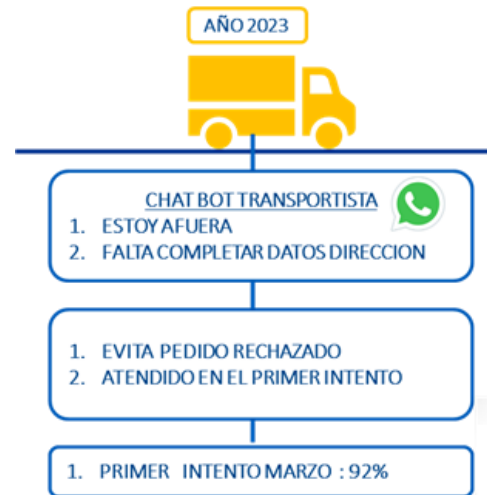 AÑO 2023
CHAT BOT TRANSPORTISTA
1. ESTOY AFUERA
2. FALTA COMPLETAR DATOS DIRECCION
1. EVITA PEDIDO RECHAZADO
2. ATENDIDO EN EL PRIMER INTENTO
1. PRIMER INTENTO MARZO : 92%